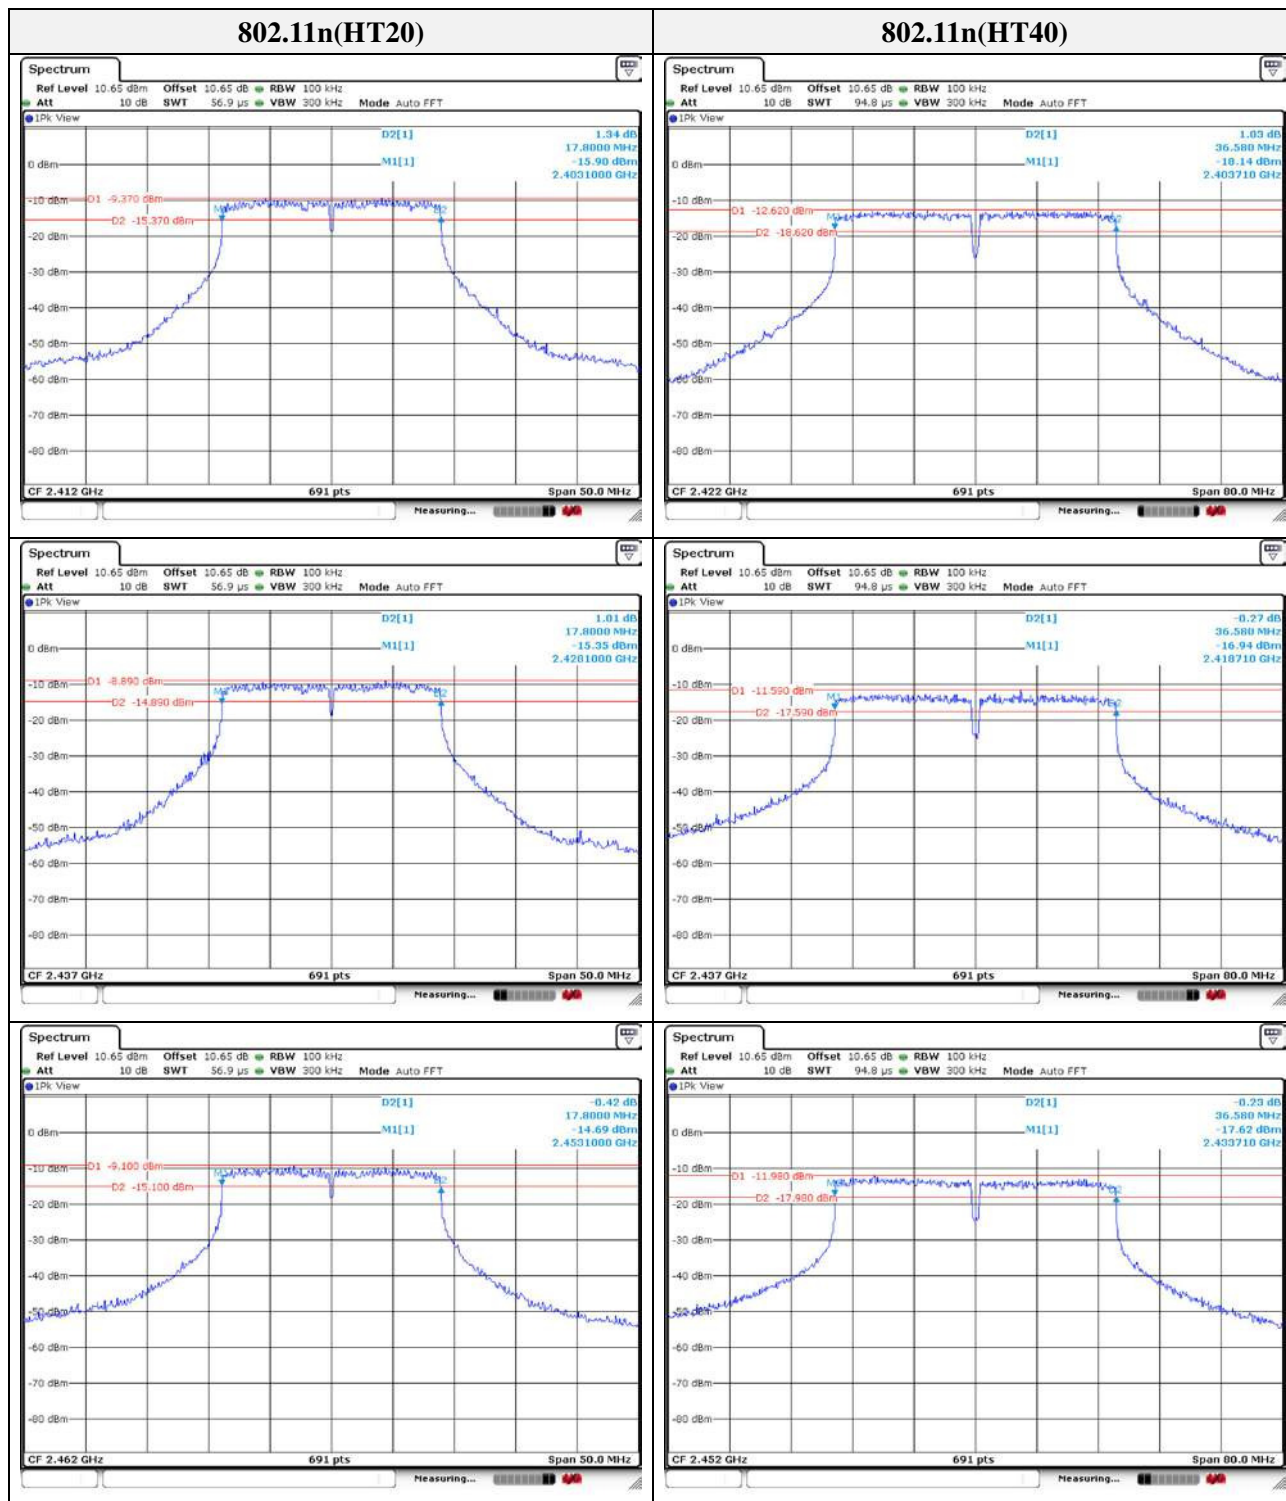 802.11n(HT20) 802.11n(HT40)
Spectrum
Ref Level 10.65 dBm Offset 10.65 dB RBW 100 kHz
Att 10 dB SWT 56.9 µs VBW 300 kHz Mode Auto FFT
1Pk View
D2[1] 1.34 dB
17.8000 MHz
M1[1] -15.90 dBm
2.4031000 GHz
0 dBm
-10 dBm
D1 -9.370 dBm
D2 -15.370 dBm
-20 dBm
-30 dBm
-40 dBm
-50 dBm
-60 dBm
-70 dBm
-80 dBm
CF 2.412 GHz 691 pts Span 50.0 MHz
Measuring...
Spectrum
Ref Level 10.65 dBm Offset 10.65 dB RBW 100 kHz
Att 10 dB SWT 94.8 µs VBW 300 kHz Mode Auto FFT
1Pk View
D2[1] 1.03 dB
36.580 MHz
M1[1] -18.14 dBm
2.403710 GHz
0 dBm
-10 dBm
D1 -12.620 dBm
D2 -18.620 dBm
-20 dBm
-30 dBm
-40 dBm
-50 dBm
-60 dBm
-70 dBm
-80 dBm
CF 2.422 GHz 691 pts Span 80.0 MHz
Measuring...
Spectrum
Ref Level 10.65 dBm Offset 10.65 dB RBW 100 kHz
Att 10 dB SWT 56.9 µs VBW 300 kHz Mode Auto FFT
1Pk View
D2[1] 1.01 dB
17.8000 MHz
M1[1] -15.35 dBm
2.4281000 GHz
0 dBm
-10 dBm
D1 -8.890 dBm
D2 -14.890 dBm
-20 dBm
-30 dBm
-40 dBm
-50 dBm
-60 dBm
-70 dBm
-80 dBm
CF 2.437 GHz 691 pts Span 50.0 MHz
Measuring...
Spectrum
Ref Level 10.65 dBm Offset 10.65 dB RBW 100 kHz
Att 10 dB SWT 94.8 µs VBW 300 kHz Mode Auto FFT
1Pk View
D2[1] -0.27 dB
36.580 MHz
M1[1] -16.94 dBm
2.418710 GHz
0 dBm
-10 dBm
D1 -11.590 dBm
D2 -17.590 dBm
-20 dBm
-30 dBm
-40 dBm
-50 dBm
-60 dBm
-70 dBm
-80 dBm
CF 2.437 GHz 691 pts Span 80.0 MHz
Measuring...
Spectrum
Ref Level 10.65 dBm Offset 10.65 dB RBW 100 kHz
Att 10 dB SWT 56.9 µs VBW 300 kHz Mode Auto FFT
1Pk View
D2[1] -0.42 dB
17.8000 MHz
M1[1] -14.69 dBm
2.4531000 GHz
0 dBm
-10 dBm
D1 -9.100 dBm
D2 -15.100 dBm
-20 dBm
-30 dBm
-40 dBm
-50 dBm
-60 dBm
-70 dBm
-80 dBm
CF 2.462 GHz 691 pts Span 50.0 MHz
Measuring...
Spectrum
Ref Level 10.65 dBm Offset 10.65 dB RBW 100 kHz
Att 10 dB SWT 94.8 µs VBW 300 kHz Mode Auto FFT
1Pk View
D2[1] -0.23 dB
36.580 MHz
M1[1] -17.62 dBm
2.433710 GHz
0 dBm
-10 dBm
D1 -11.980 dBm
D2 -17.980 dBm
-20 dBm
-30 dBm
-40 dBm
-50 dBm
-60 dBm
-70 dBm
-80 dBm
CF 2.452 GHz 691 pts Span 80.0 MHz
Measuring...